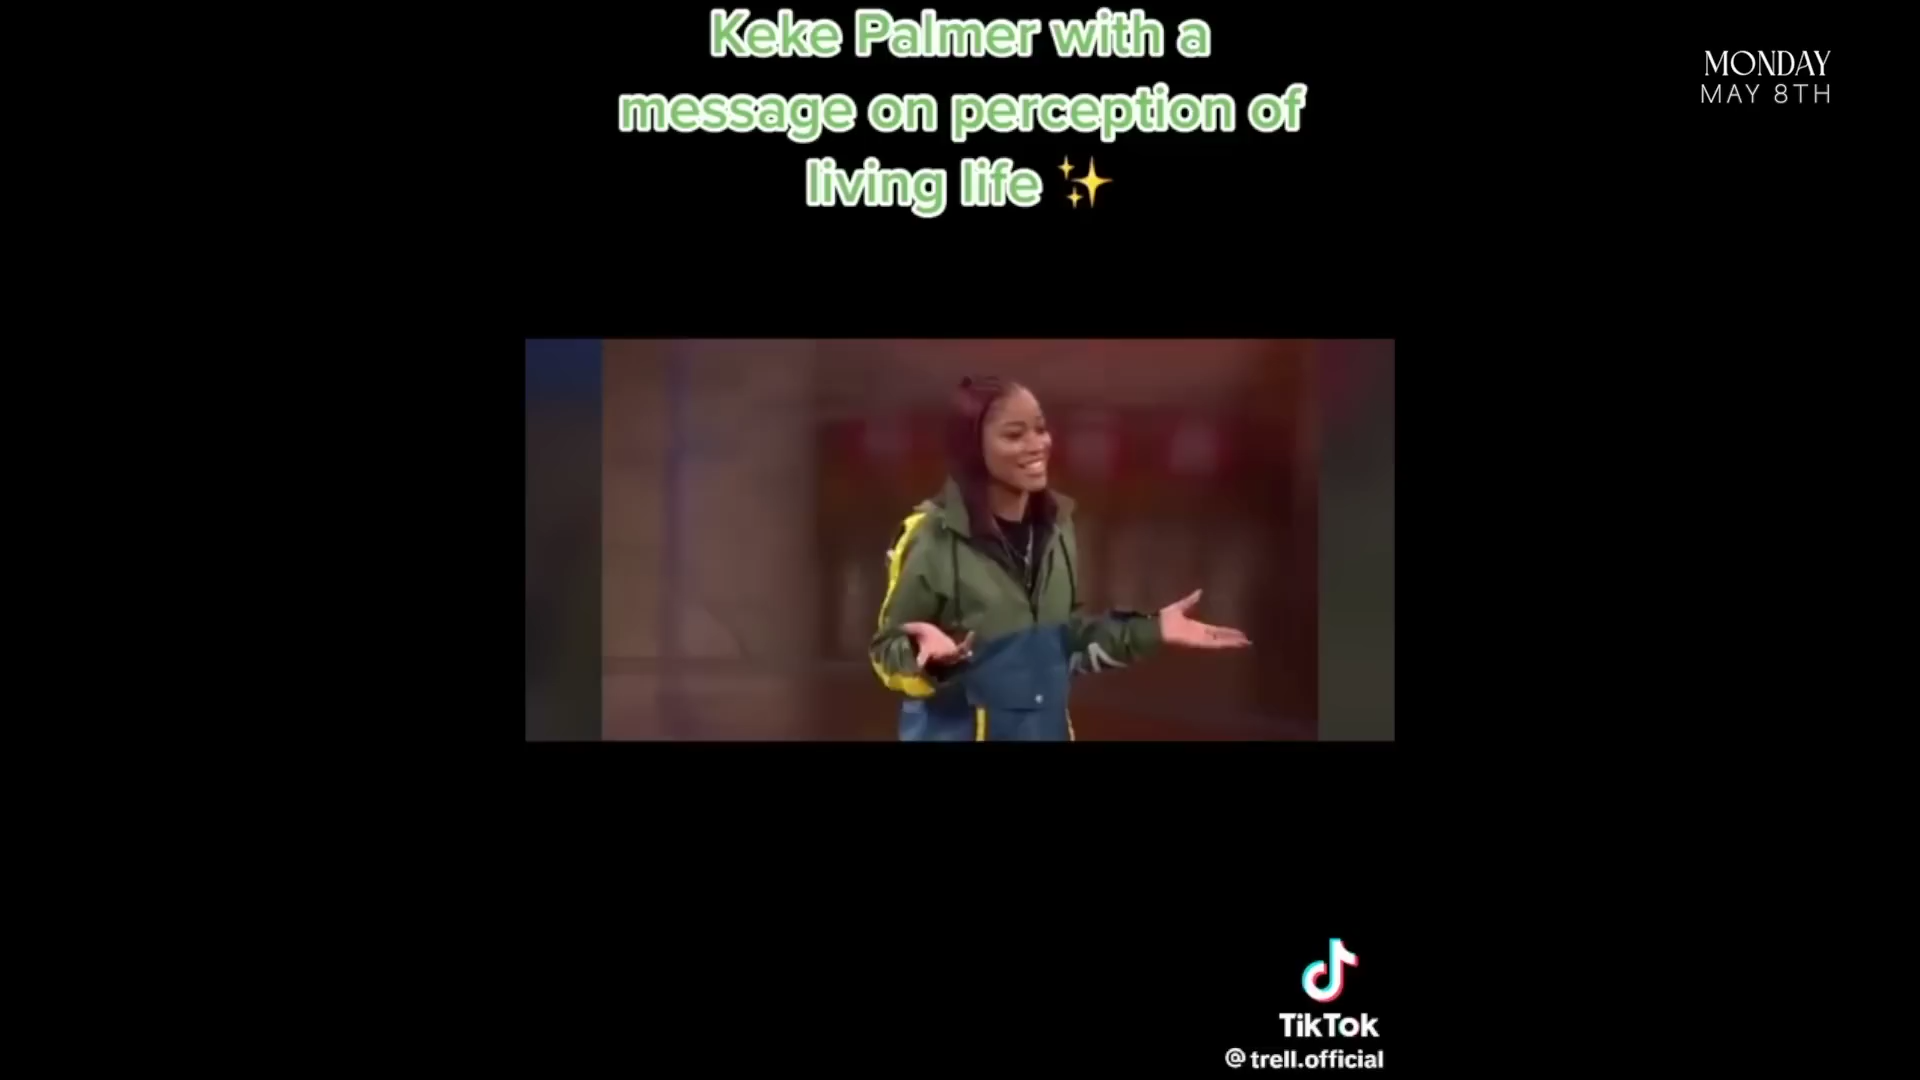 Keke Palmer with a
message on perception of
living life ✨
MONDAY
MAY 8TH
TikTok
@trell.official